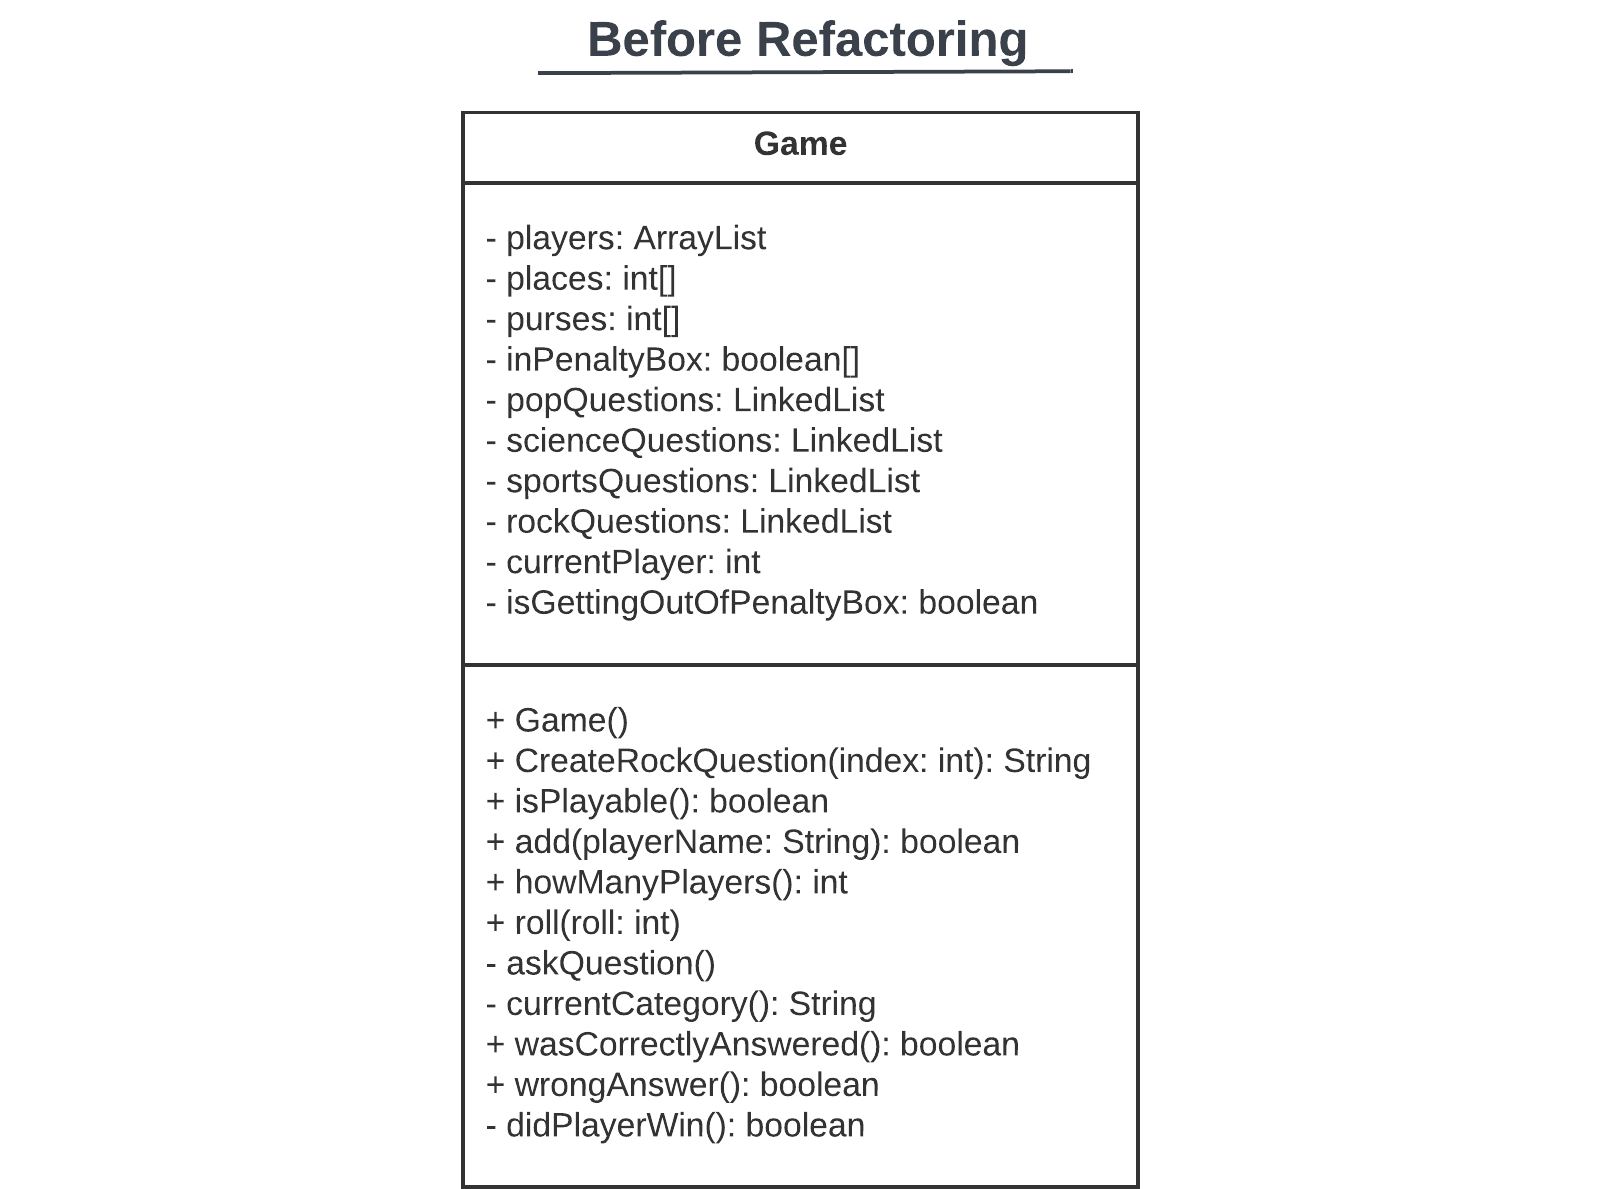 Before Refactoring
Game
- players: ArrayList
- places: int[]
- purses: int[]
- inPenaltyBox: boolean[]
- popQuestions: LinkedList
- scienceQuestions: LinkedList
- sportsQuestions: LinkedList
- rockQuestions: LinkedList
- currentPlayer: int
- isGettingOutOfPenaltyBox: boolean
+ Game()
+ CreateRockQuestion(index: int): String
+ isPlayable(): boolean
+ add(playerName: String): boolean
+ howManyPlayers(): int
+ roll(roll: int)
- askQuestion()
- currentCategory(): String
+ wasCorrectlyAnswered(): boolean
+ wrongAnswer(): boolean
- didPlayerWin(): boolean